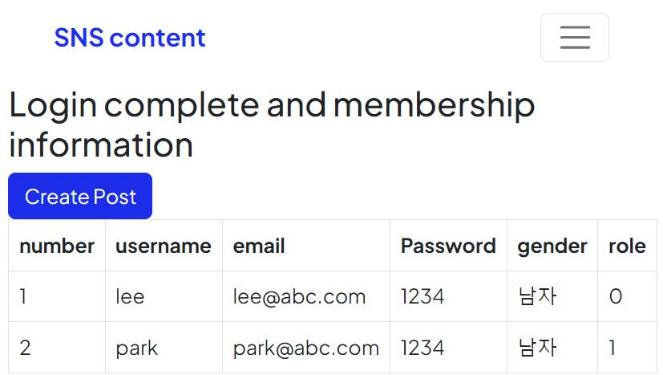 SNS content
Login complete and membership
information
Create Post
number username email Password gender role
1 lee lee@abc.com 1234 남자 0
2 park park@abc.com 1234 남자 1